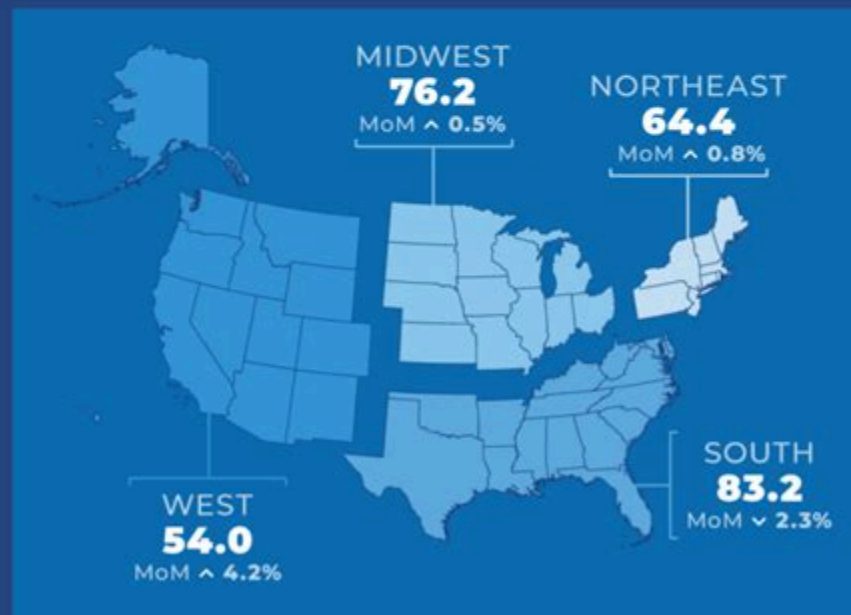 MIDWEST
76.2
MoM ^ 0.5%
NORTHEAST
64.4
MoM ^ 0.8%
SOUTH
83.2
MoM ⌄ 2.3%
WEST
54.0
MoM ^ 4.2%